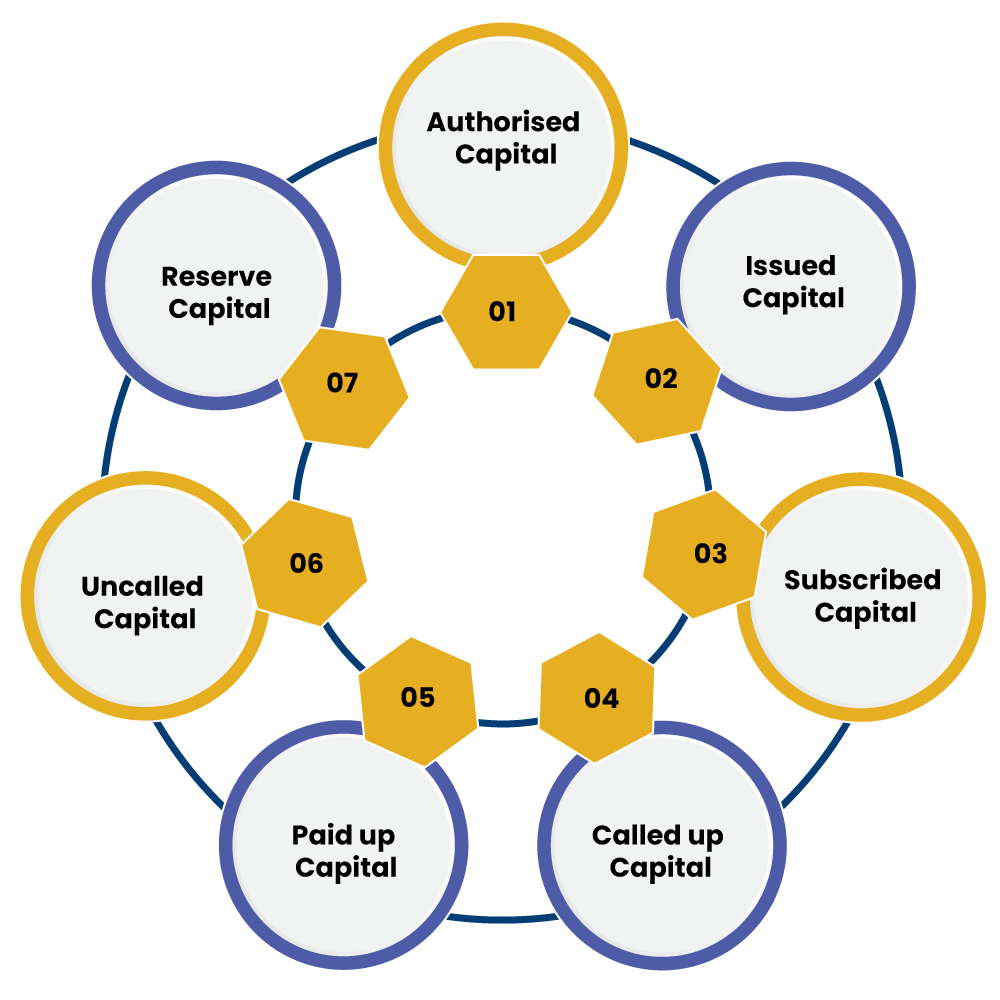 Authorised
Capital
01
Issued
Capital
02
Subscribed
Capital
03
Called up
Capital
04
Paid up
Capital
05
Uncalled
Capital
06
Reserve
Capital
07